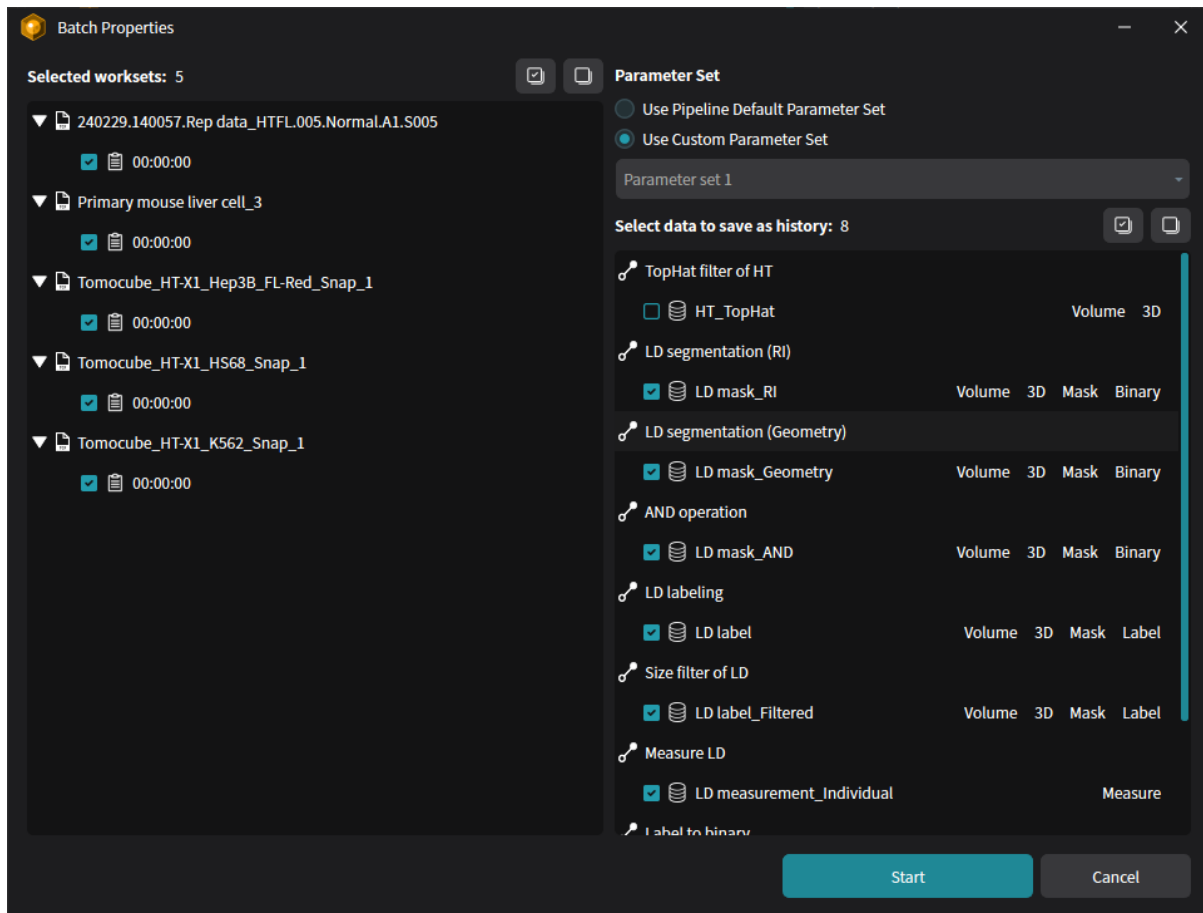 Batch Properties
Selected worksets: 5
240229.140057.Rep data_HTFL.005.Normal.A1.S005
00:00:00
Primary mouse liver cell_3
00:00:00
Tomocube_HT-X1_Hep3B_FL-Red_Snap_1
00:00:00
Tomocube_HT-X1_HS68_Snap_1
00:00:00
Tomocube_HT-X1_K562_Snap_1
00:00:00
Parameter Set
Use Pipeline Default Parameter Set
Use Custom Parameter Set
Parameter set 1
Select data to save as history: 8
TopHat filter of HT
HT_TopHat Volume 3D
LD segmentation (RI)
LD mask_RI Volume 3D Mask Binary
LD segmentation (Geometry)
LD mask_Geometry Volume 3D Mask Binary
AND operation
LD mask_AND Volume 3D Mask Binary
LD labeling
LD label Volume 3D Mask Label
Size filter of LD
LD label_Filtered Volume 3D Mask Label
Measure LD
LD measurement_Individual Measure
Label to binary
Start Cancel